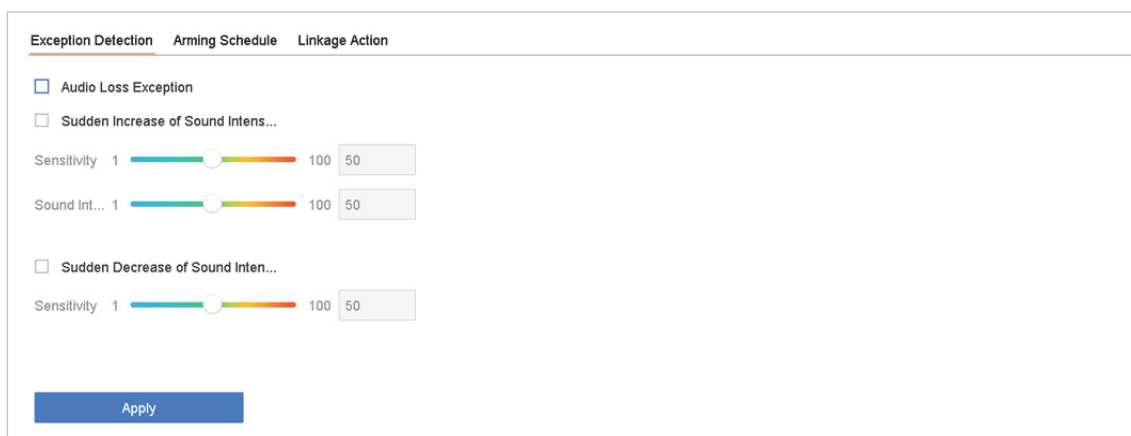 Exception Detection Arming Schedule Linkage Action
Audio Loss Exception
Sudden Increase of Sound Intens...
Sensitivity 1 100 50
Sound Int... 1 100 50
Sudden Decrease of Sound Inten...
Sensitivity 1 100 50
Apply